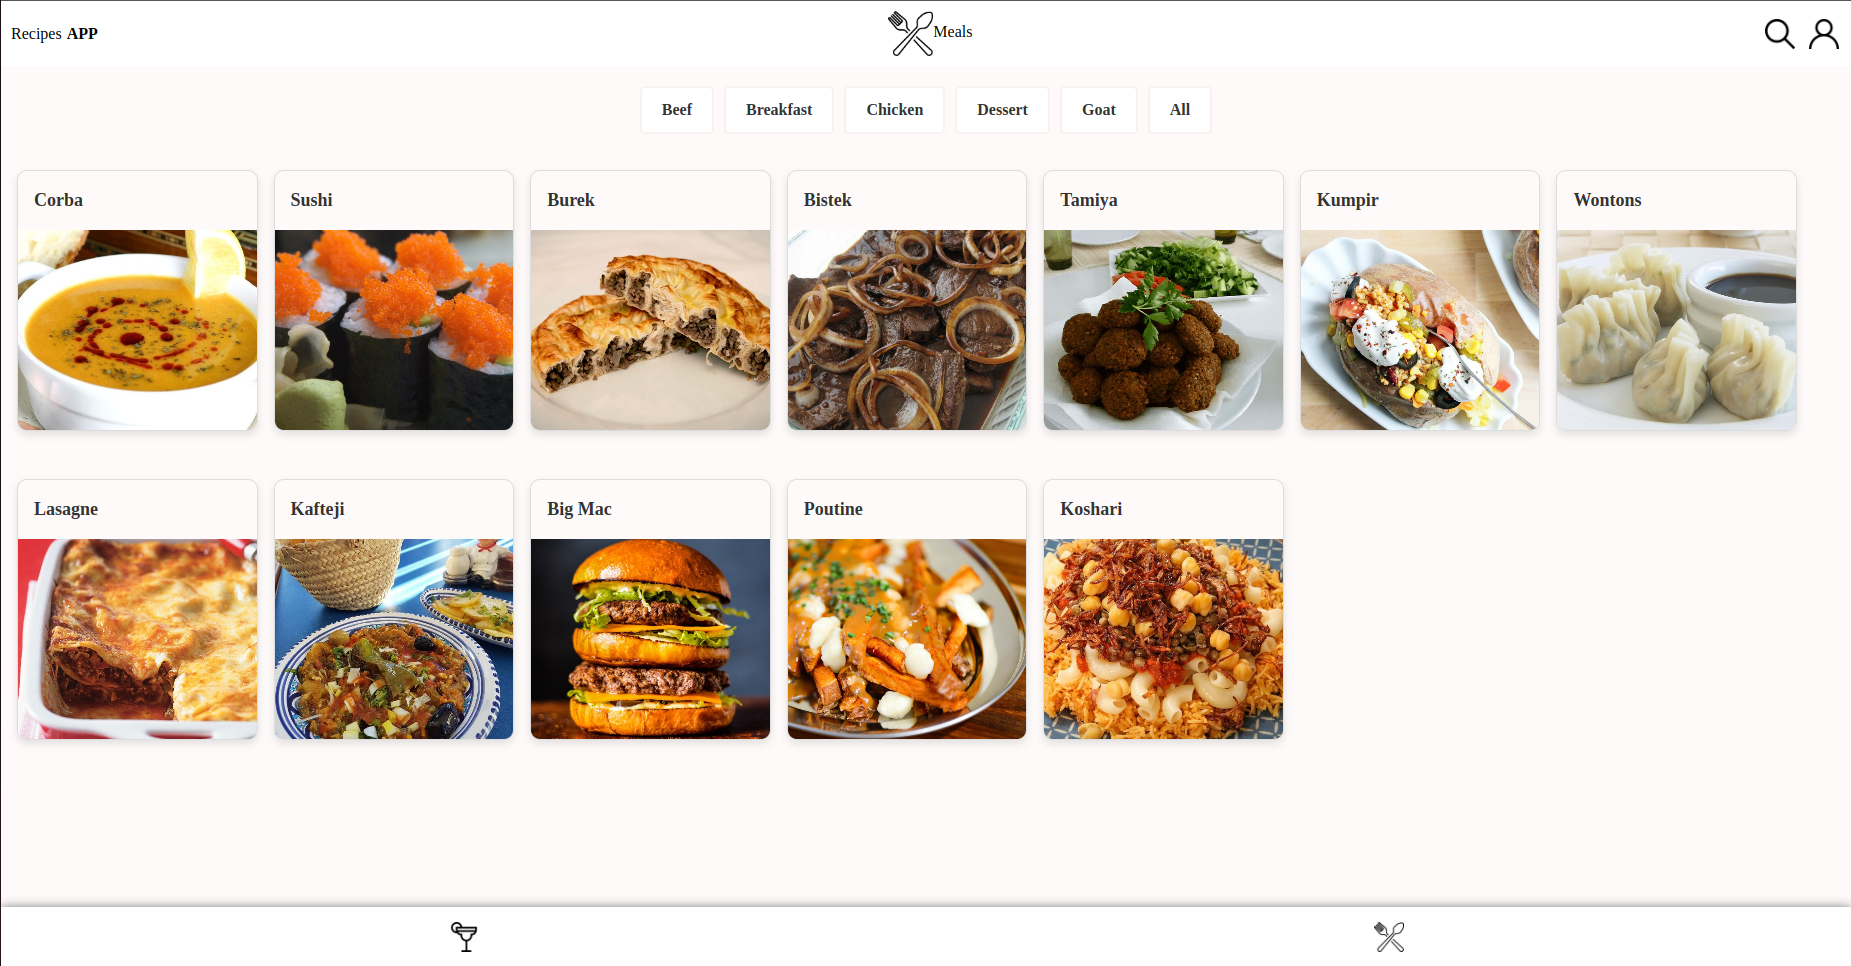 Recipes APP
Meals
Beef Breakfast Chicken Dessert Goat All
Corba Sushi Burek Bistek Tamiya Kumpir Wontons
Lasagne Kafteji Big Mac Poutine Koshari